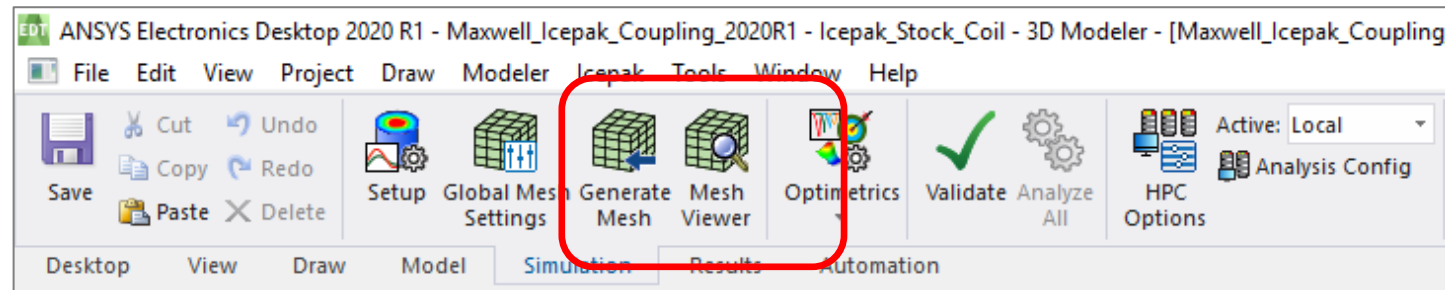 EDT ANSYS Electronics Desktop 2020 R1 - Maxwell_Icepak_Coupling_2020R1 - Icepak_Stock_Coil - 3D Modeler - [Maxwell_Icepak_Coupling
File Edit View Project Draw Modeler Icepak Tools Window Help
Save
Cut Undo
Copy Redo
Paste Delete
Setup
Global Mesh
Settings
Generate
Mesh
Mesh
Viewer
Optimetrics
Validate
Analyze
All
HPC
Options
Active: Local
Analysis Config
Desktop View Draw Model Simulation Results Automation